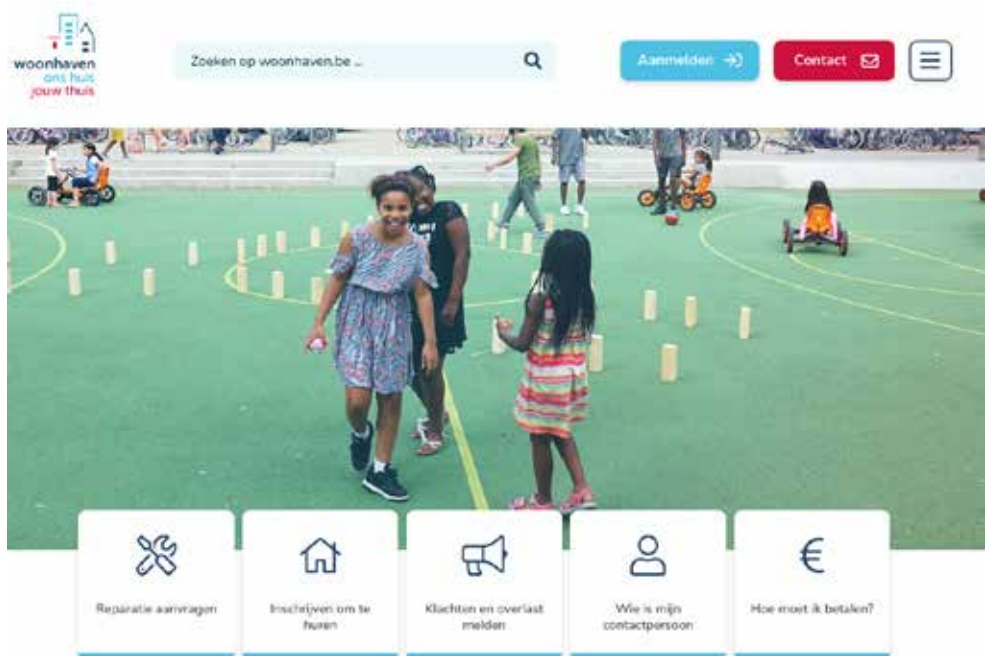 woonhaven
ons huis
jouw thuis
Zoeken op woonhaven.be ...
Aanmelden
Contact
Reparatie aanvragen
Inschrijven om te
huren
Klachten en overlast
melden
Wie is mijn
contactpersoon
Hoe moet ik betalen?